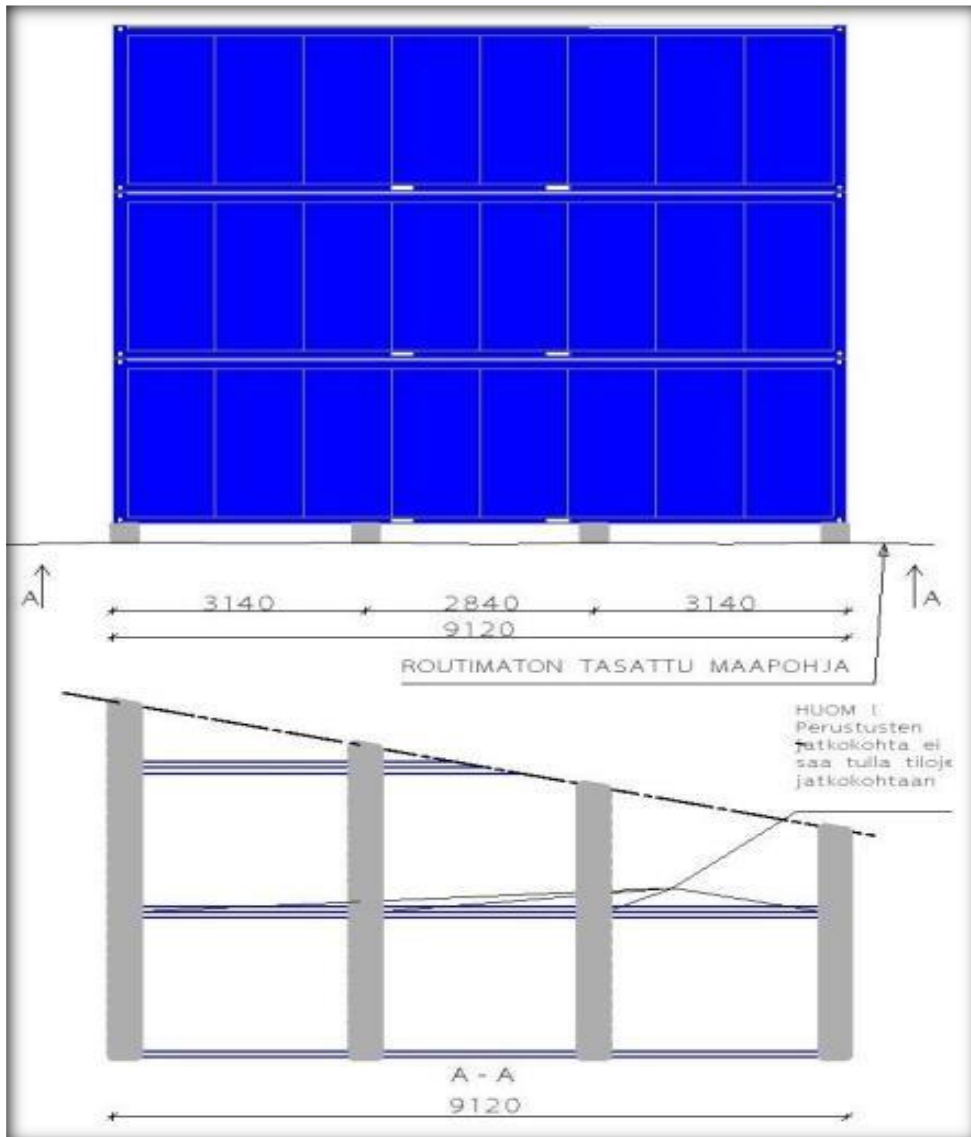 A A
3140 2840 3140
9120
ROUTIMATON TASATTU MAAPOHJA
HUOM !
Perustusten
jatkokohta ei
saa tulla
jatkokohtaan
A - A
9120